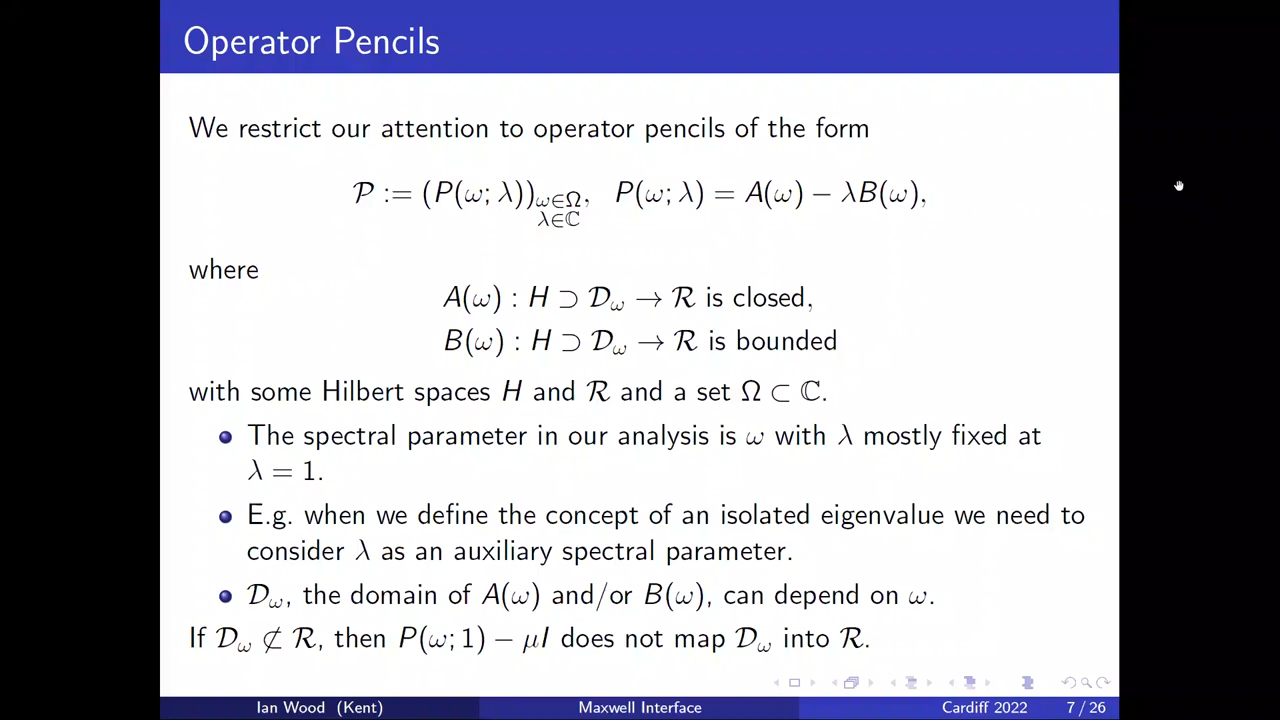 Operator Pencils
We restrict our attention to operator pencils of the form
𝒫 := (P(ω; λ))_{ω∈Ω, λ∈ℂ}, P(ω; λ) = A(ω) − λB(ω),
where
A(ω) : H ⊃ 𝒟_ω → ℛ is closed,
B(ω) : H ⊃ 𝒟_ω → ℛ is bounded
with some Hilbert spaces H and ℛ and a set Ω ⊂ ℂ.
The spectral parameter in our analysis is ω with λ mostly fixed at
λ = 1.
E.g. when we define the concept of an isolated eigenvalue we need to
consider λ as an auxiliary spectral parameter.
𝒟_ω, the domain of A(ω) and/or B(ω), can depend on ω.
If 𝒟_ω ⊄ ℛ, then P(ω; 1) − μI does not map 𝒟_ω into ℛ.
Ian Wood (Kent) Maxwell Interface Cardiff 2022 7 / 26